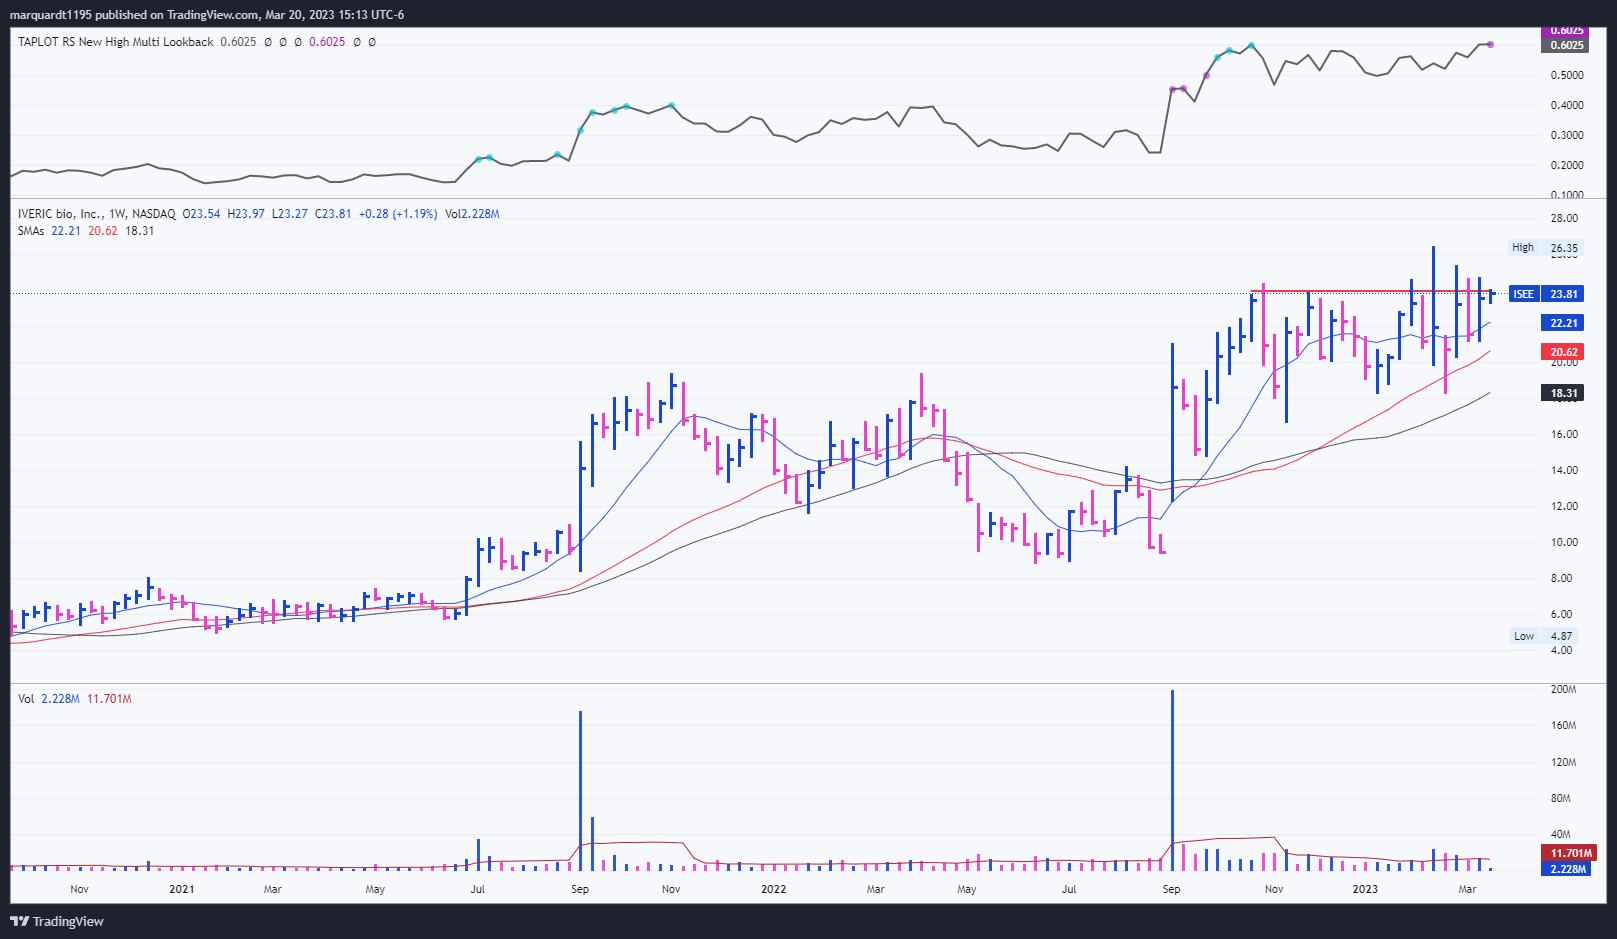 marquardt1195 published on TradingView.com, Mar 20, 2023 15:13 UTC-6
TAPLOT RS New High Multi Lookback 0.6025 Ø Ø Ø 0.6025 Ø Ø
0.6025
0.6025
0.5000
0.4000
0.3000
0.2000
0.1000
IVERIC bio, Inc., 1W, NASDAQ O23.54 H23.97 L23.27 C23.81 +0.28 (+1.19%) Vol2.228M
SMAs 22.21 20.62 18.31
28.00
High 26.35
ISEE 23.81
22.21
20.62
20.00
18.31
16.00
14.00
12.00
10.00
8.00
6.00
Low 4.87
4.00
Vol 2.228M 11.701M
200M
160M
120M
80M
40M
11.701M
2.228M
Nov 2021 Mar May Jul Sep Nov 2022 Mar May Jul Sep Nov 2023 Mar
TradingView